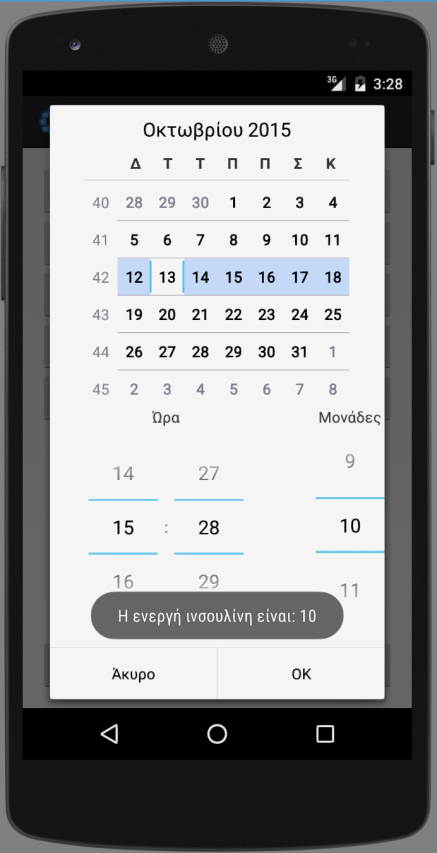 3G 3:28
Οκτωβρίου 2015
Δ Τ Τ Π Π Σ Κ
40 28 29 30 1 2 3 4
41 5 6 7 8 9 10 11
42 12 13 14 15 16 17 18
43 19 20 21 22 23 24 25
44 26 27 28 29 30 31 1
45 2 3 4 5 6 7 8
Ώρα Μονάδες
14 27 9
15 : 28 10
16 29 11
Η ενεργή ινσουλίνη είναι: 10
Άκυρο OK